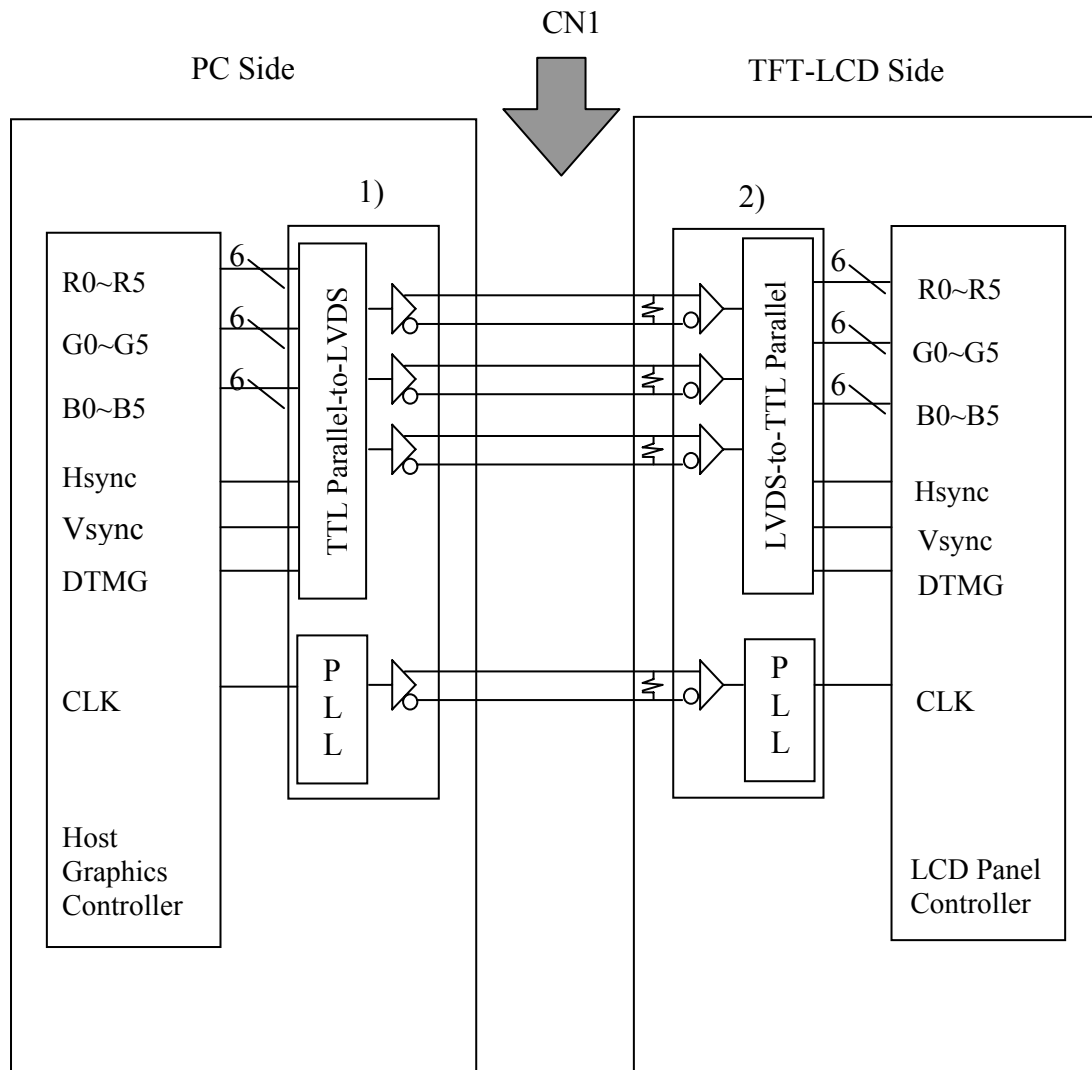 CN1
PC Side
TFT-LCD Side
1)
2)
R0~R5
G0~G5
B0~B5
Hsync
Vsync
DTMG
CLK
Host
Graphics
Controller
6
6
6
TTL Parallel-to-LVDS
P
L
L
LVDS-to-TTL Parallel
P
L
L
6
6
6
R0~R5
G0~G5
B0~B5
Hsync
Vsync
DTMG
CLK
LCD Panel
Controller